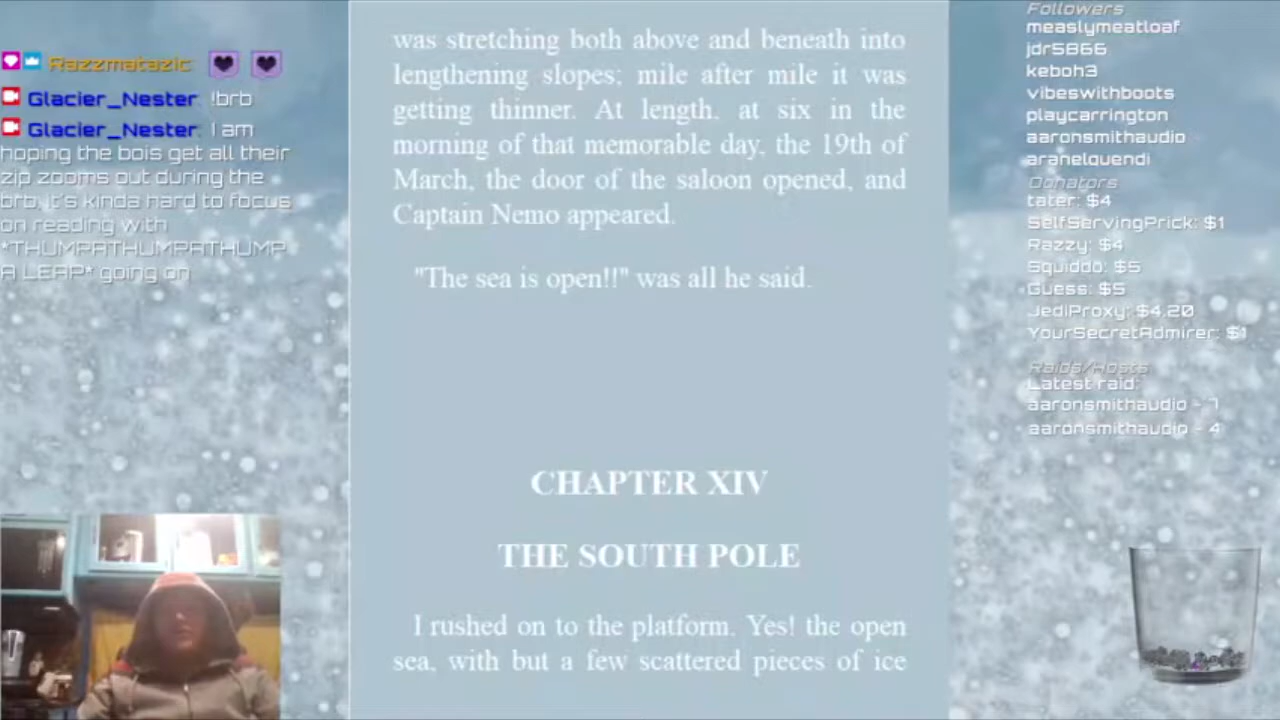 Razzmatazic
Glacier_Nester: !brb
Glacier_Nester: I am
hoping the bois get all their
zip zooms out during the
brb, it's kinda hard to focus
on reading with
*THUMPATHUMPATHUMP
A LEAP* going on
was stretching both above and beneath into
lengthening slopes; mile after mile it was
getting thinner. At length, at six in the
morning of that memorable day, the 19th of
March, the door of the saloon opened, and
Captain Nemo appeared.
"The sea is open!!" was all he said.
CHAPTER XIV
THE SOUTH POLE
I rushed on to the platform. Yes! the open
sea, with but a few scattered pieces of ice
Followers
measlymeatloaf
jdr5866
keboh3
vibeswithboots
playcarrington
aaronsmithaudio
aranelquendi
Donators
tater: $4
SelfServingPrick: $1
Razzy: $4
Squidd0: $5
Guess: $5
JediProxy: $4.20
YourSecretAdmirer: $1
Raids/Hosts
Latest raid:
aaronsmithaudio - 7
aaronsmithaudio - 4